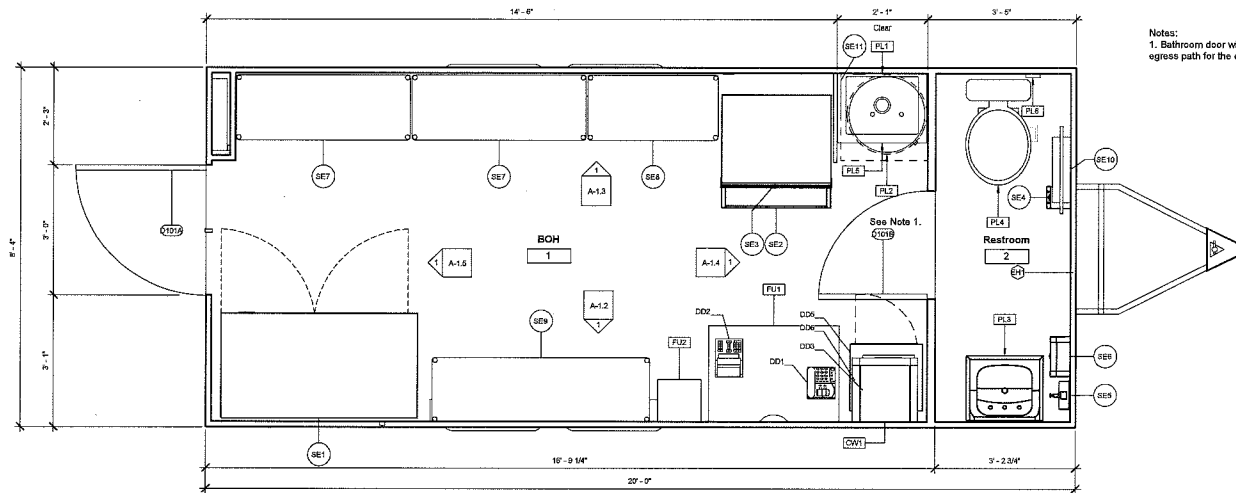 14' - 6"
2' - 1"
3' - 5"
Clear
Notes:
1. Bathroom door wi
egress path for the e
SE11
PL1
8' - 4"
2' - 3"
3' - 0"
3' - 1"
PL6
SE7
SE7
SE8
PL5
PL2
SE10
SE4
PL4
1
A-1.3
D101A
See Note 1.
D101B
SE3
SE2
BOH
1
Restroom
2
1
A-1.5
A-1.4
1
EH1
A-1.2
1
FU1
SE9
DD2
DD5
DD6
DD3
PL3
FU2
DD1
SE6
SE5
SE1
CW1
16' - 9 1/4"
3' - 2 3/4"
20' - 0"